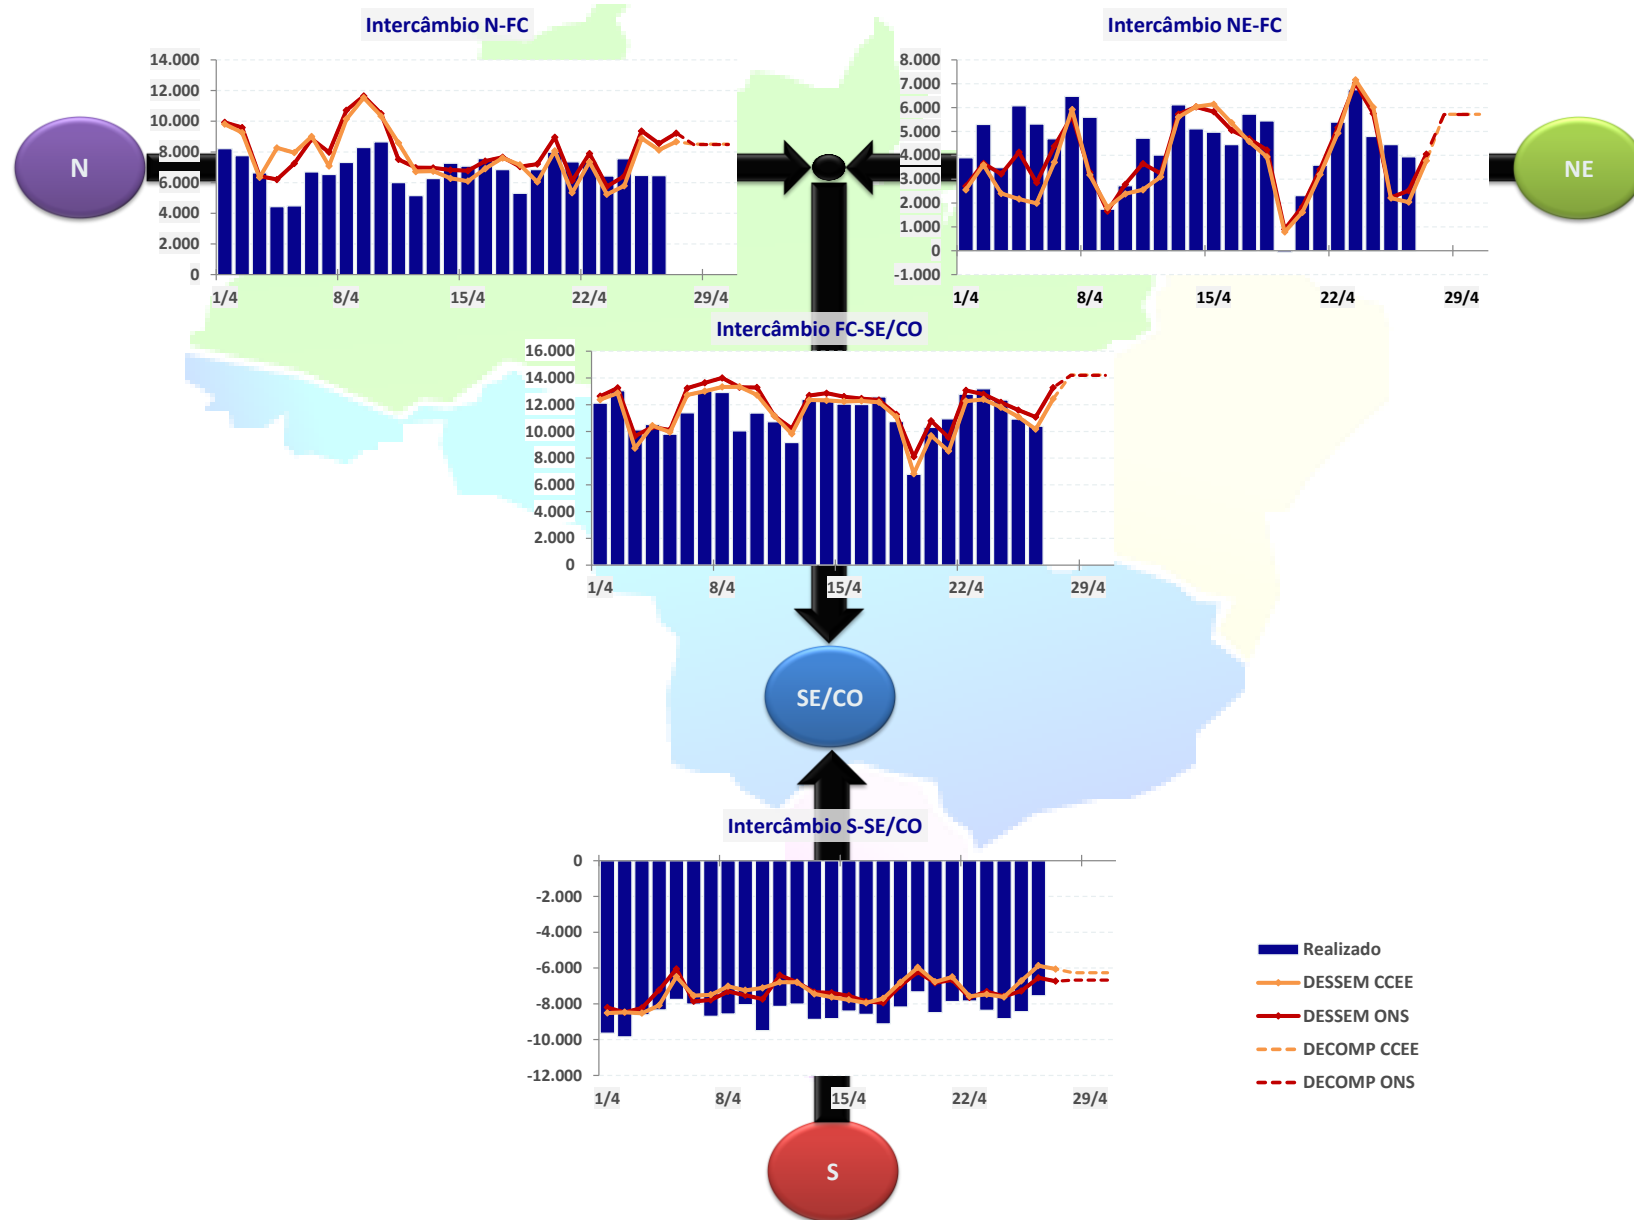 Intercâmbio N-FC
14.000
12.000
10.000
8.000
6.000
4.000
2.000
0
1/4 8/4 15/4 22/4 29/4
N
Intercâmbio NE-FC
8.000
7.000
6.000
5.000
4.000
3.000
2.000
1.000
0
-1.000
1/4 8/4 15/4 22/4 29/4
NE
Intercâmbio FC-SE/CO
16.000
14.000
12.000
10.000
8.000
6.000
4.000
2.000
0
1/4 8/4 15/4 22/4 29/4
SE/CO
Intercâmbio S-SE/CO
0
-2.000
-4.000
-6.000
-8.000
-10.000
-12.000
1/4 8/4 15/4 22/4 29/4
Realizado
DESSEM CCEE
DESSEM ONS
DECOMP CCEE
DECOMP ONS
S